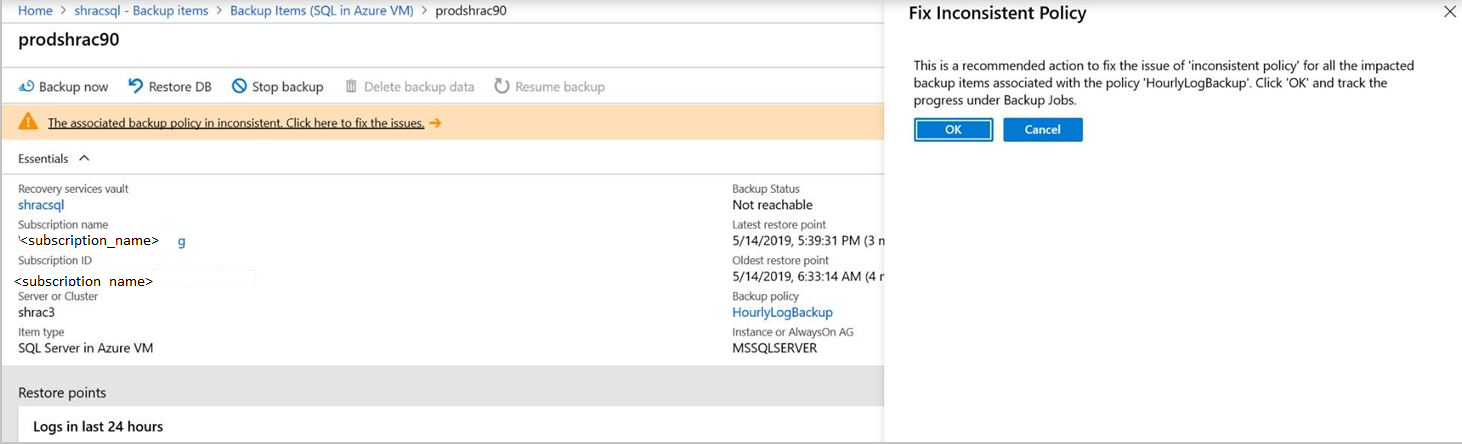 Home > shracsql - Backup items > Backup Items (SQL in Azure VM) > prodshrac90
prodshrac90
Backup now Restore DB Stop backup Delete backup data Resume backup
The associated backup policy in inconsistent. Click here to fix the issues.
Essentials
Recovery services vault
shracsql
Subscription name
'<subscription_name> g
Subscription ID
<subscription name>
Server or Cluster
shrac3
Item type
SQL Server in Azure VM
Backup Status
Not reachable
Latest restore point
5/14/2019, 5:39:31 PM (3 m
Oldest restore point
5/14/2019, 6:33:14 AM (4 r
Backup policy
HourlyLogBackup
Instance or AlwaysOn AG
MSSQLSERVER
Restore points
Logs in last 24 hours
Fix Inconsistent Policy
This is a recommended action to fix the issue of 'inconsistent policy' for all the impacted
backup items associated with the policy 'HourlyLogBackup'. Click 'OK' and track the
progress under Backup Jobs.
OK Cancel